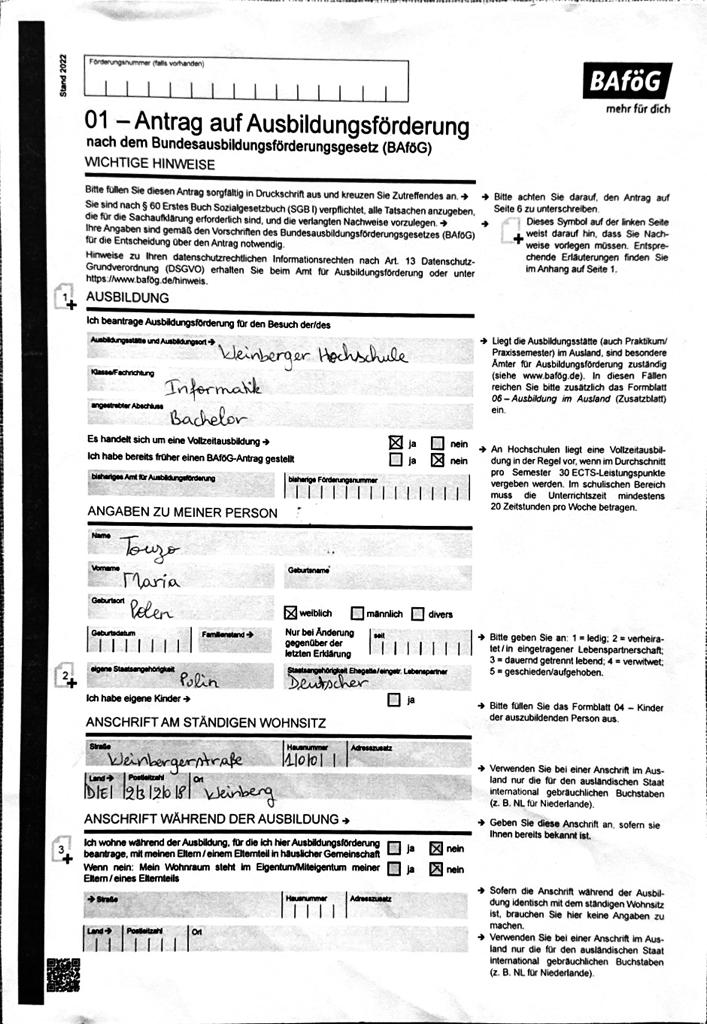 Stand 2022
Förderungsnummer (falls vorhanden)
BAföG
mehr für dich
01 – Antrag auf Ausbildungsförderung
nach dem Bundesausbildungsförderungsgesetz (BAföG)
WICHTIGE HINWEISE
Bitte füllen Sie diesen Antrag sorgfältig in Druckschrift aus und kreuzen Sie Zutreffendes an. →
Sie sind nach § 60 Erstes Buch Sozialgesetzbuch (SGB I) verpflichtet, alle Tatsachen anzugeben,
die für die Sachaufklärung erforderlich sind, und die verlangten Nachweise vorzulegen. →
Ihre Angaben sind gemäß den Vorschriften des Bundesausbildungsförderungsgesetzes (BAföG)
für die Entscheidung über den Antrag notwendig.
Hinweise zu Ihren datenschutzrechtlichen Informationsrechten nach Art. 13 Datenschutz-
Grundverordnung (DSGVO) erhalten Sie beim Amt für Ausbildungsförderung oder unter
https://www.bafög.de/hinweis.
→ Bitte achten Sie darauf, den Antrag auf
Seite 6 zu unterschreiben.
→ Dieses Symbol auf der linken Seite
weist darauf hin, dass Sie Nach-
weise vorlegen müssen. Entspre-
chende Erläuterungen finden Sie
im Anhang auf Seite 1.
1 AUSBILDUNG
Ich beantrage Ausbildungsförderung für den Besuch der/des
Ausbildungsstätte und Ausbildungsort → Weinberger Hochschule
Klasse/Fachrichtung
Informatik
angestrebter Abschluss
Bachelor
→ Liegt die Ausbildungsstätte (auch Praktikum/
Praxissemester) im Ausland, sind besondere
Ämter für Ausbildungsförderung zuständig
(siehe www.bafög.de). In diesen Fällen
reichen Sie bitte zusätzlich das Formblatt
06 – Ausbildung im Ausland (Zusatzblatt)
ein.
Es handelt sich um eine Vollzeitausbildung → ☒ ja ☐ nein
Ich habe bereits früher einen BAföG-Antrag gestellt ☐ ja ☒ nein
bisheriges Amt für Ausbildungsförderung bisherige Förderungsnummer
→ An Hochschulen liegt eine Vollzeitausbil-
dung in der Regel vor, wenn im Durchschnitt
pro Semester 30 ECTS-Leistungspunkte
vergeben werden. Im schulischen Bereich
muss die Unterrichtszeit mindestens
20 Zeitstunden pro Woche betragen.
ANGABEN ZU MEINER PERSON
Name
Touzo
Vorname Geburtsname
Maria
Geburtsort
Polen ☒ weiblich ☐ männlich ☐ divers
Geburtsdatum Familienstand → Nur bei Änderung
gegenüber der
letzten Erklärung seit
→ Bitte geben Sie an: 1 = ledig; 2 = verheira-
tet / in eingetragener Lebenspartnerschaft;
3 = dauernd getrennt lebend; 4 = verwitwet;
5 = geschieden/aufgehoben.
2 eigene Staatsangehörigkeit Staatsangehörigkeit Ehegatte/eingetr. Lebenspartner
Polin Deutscher
Ich habe eigene Kinder → ☐ ja
→ Bitte füllen Sie das Formblatt 04 – Kinder
der auszubildenden Person aus.
ANSCHRIFT AM STÄNDIGEN WOHNSITZ
Straße Hausnummer Adresszusatz
Weinbergerstraße 100
Land → Postleitzahl Ort
DE 23208 Weinberg
→ Verwenden Sie bei einer Anschrift im Aus-
land nur die für den ausländischen Staat
international gebräuchlichen Buchstaben
(z. B. NL für Niederlande).
ANSCHRIFT WÄHREND DER AUSBILDUNG →
→ Geben Sie diese Anschrift an, sofern sie
Ihnen bereits bekannt ist.
3 Ich wohne während der Ausbildung, für die ich hier Ausbildungsförderung
beantrage, mit meinen Eltern / einem Elternteil in häuslicher Gemeinschaft ☐ ja ☒ nein
Wenn nein: Mein Wohnraum steht im Eigentum/Miteigentum meiner
Eltern / eines Elternteils ☐ ja ☒ nein
→ Straße Hausnummer Adresszusatz
Land → Postleitzahl Ort
→ Sofern die Anschrift während der Ausbil-
dung identisch mit dem ständigen Wohnsitz
ist, brauchen Sie hier keine Angaben zu
machen.
→ Verwenden Sie bei einer Anschrift im Aus-
land nur die für den ausländischen Staat
international gebräuchlichen Buchstaben
(z. B. NL für Niederlande).